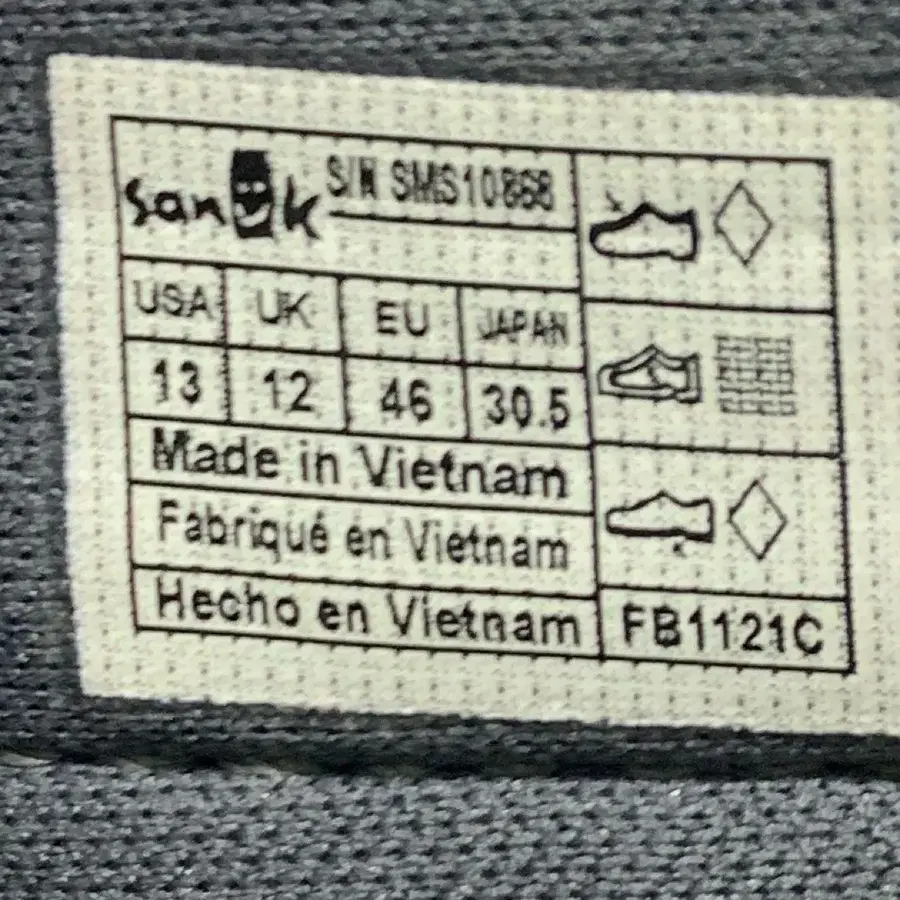 sanuk S/N SMS10868
USA UK EU JAPAN
13 12 46 30.5
Made in Vietnam
Fabriqué en Vietnam
Hecho en Vietnam
FB1121C